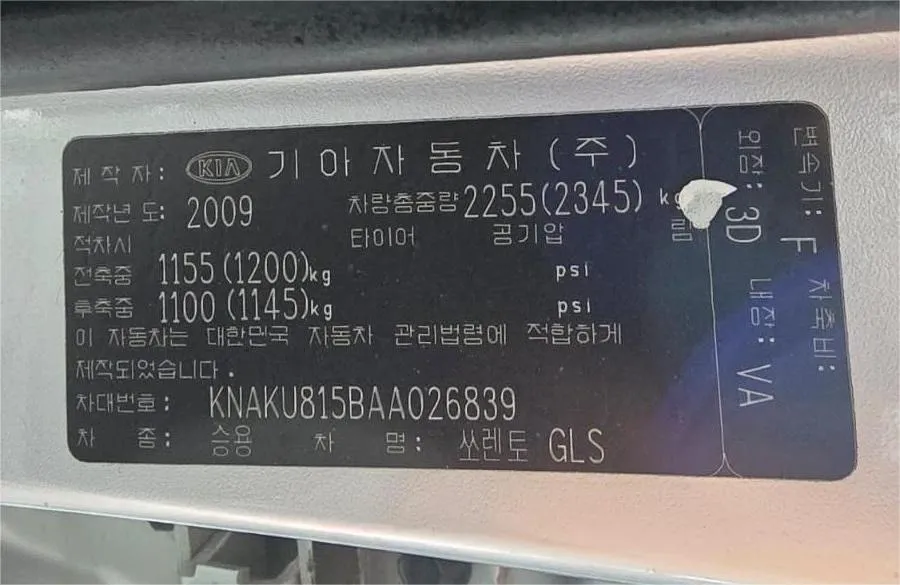 제작자: KIA 기아자동차(주)
제작년도: 2009 차량총중량 2255(2345) kg
적차시 타이어 공기압 림
전축중 1155(1200)kg psi
후축중 1100(1145)kg psi
이 자동차는 대한민국 자동차 관리법령에 적합하게
제작되었습니다.
차대번호: KNAKU815BAA026839
차 종: 승용 차 명: 쏘렌토 GLS
변속기: F 차축비:
외장: 3D 내장: VA